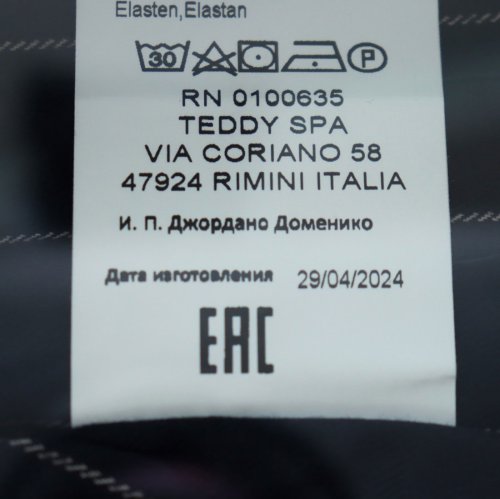 Elasten,Elastan
30 P
RN 0100635
TEDDY SPA
VIA CORIANO 58
47924 RIMINI ITALIA
И. П. Джордано Доменико
Дата изготовления 29/04/2024
EAC